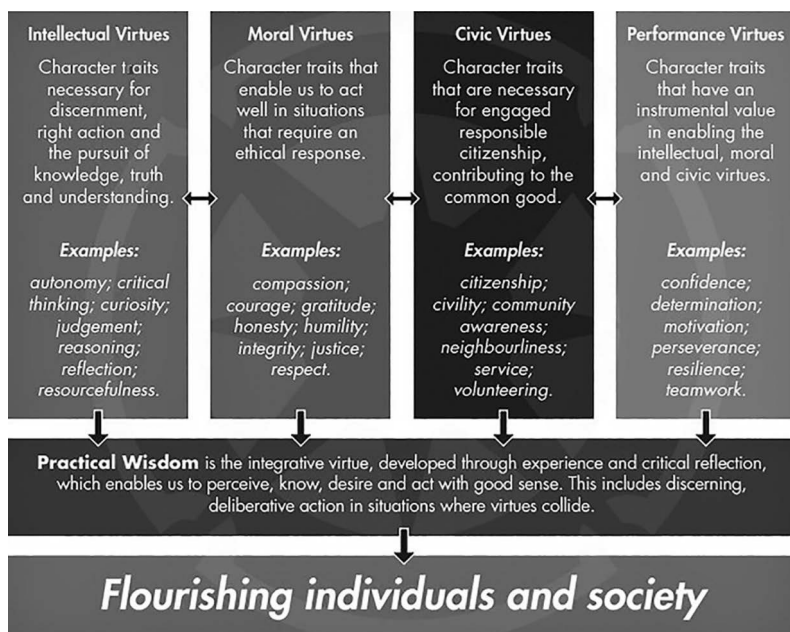 Intellectual Virtues
Character traits
necessary for
discernment,
right action and
the pursuit of
knowledge, truth
and understanding.
Examples:
autonomy; critical
thinking; curiosity;
judgement;
reasoning;
reflection;
resourcefulness.
Moral Virtues
Character traits that
enable us to act
well in situations
that require an
ethical response.
Examples:
compassion;
courage; gratitude;
honesty; humility;
integrity; justice;
respect.
Civic Virtues
Character traits
that are necessary
for engaged
responsible
citizenship,
contributing to the
common good.
Examples:
citizenship;
civility; community
awareness;
neighbourliness;
service;
volunteering.
Performance Virtues
Character traits
that have an
instrumental value
in enabling the
intellectual, moral
and civic virtues.
Examples:
confidence;
determination;
motivation;
perseverance;
resilience;
teamwork.
Practical Wisdom is the integrative virtue, developed through experience and critical reflection,
which enables us to perceive, know, desire and act with good sense. This includes discerning,
deliberative action in situations where virtues collide.
Flourishing individuals and society